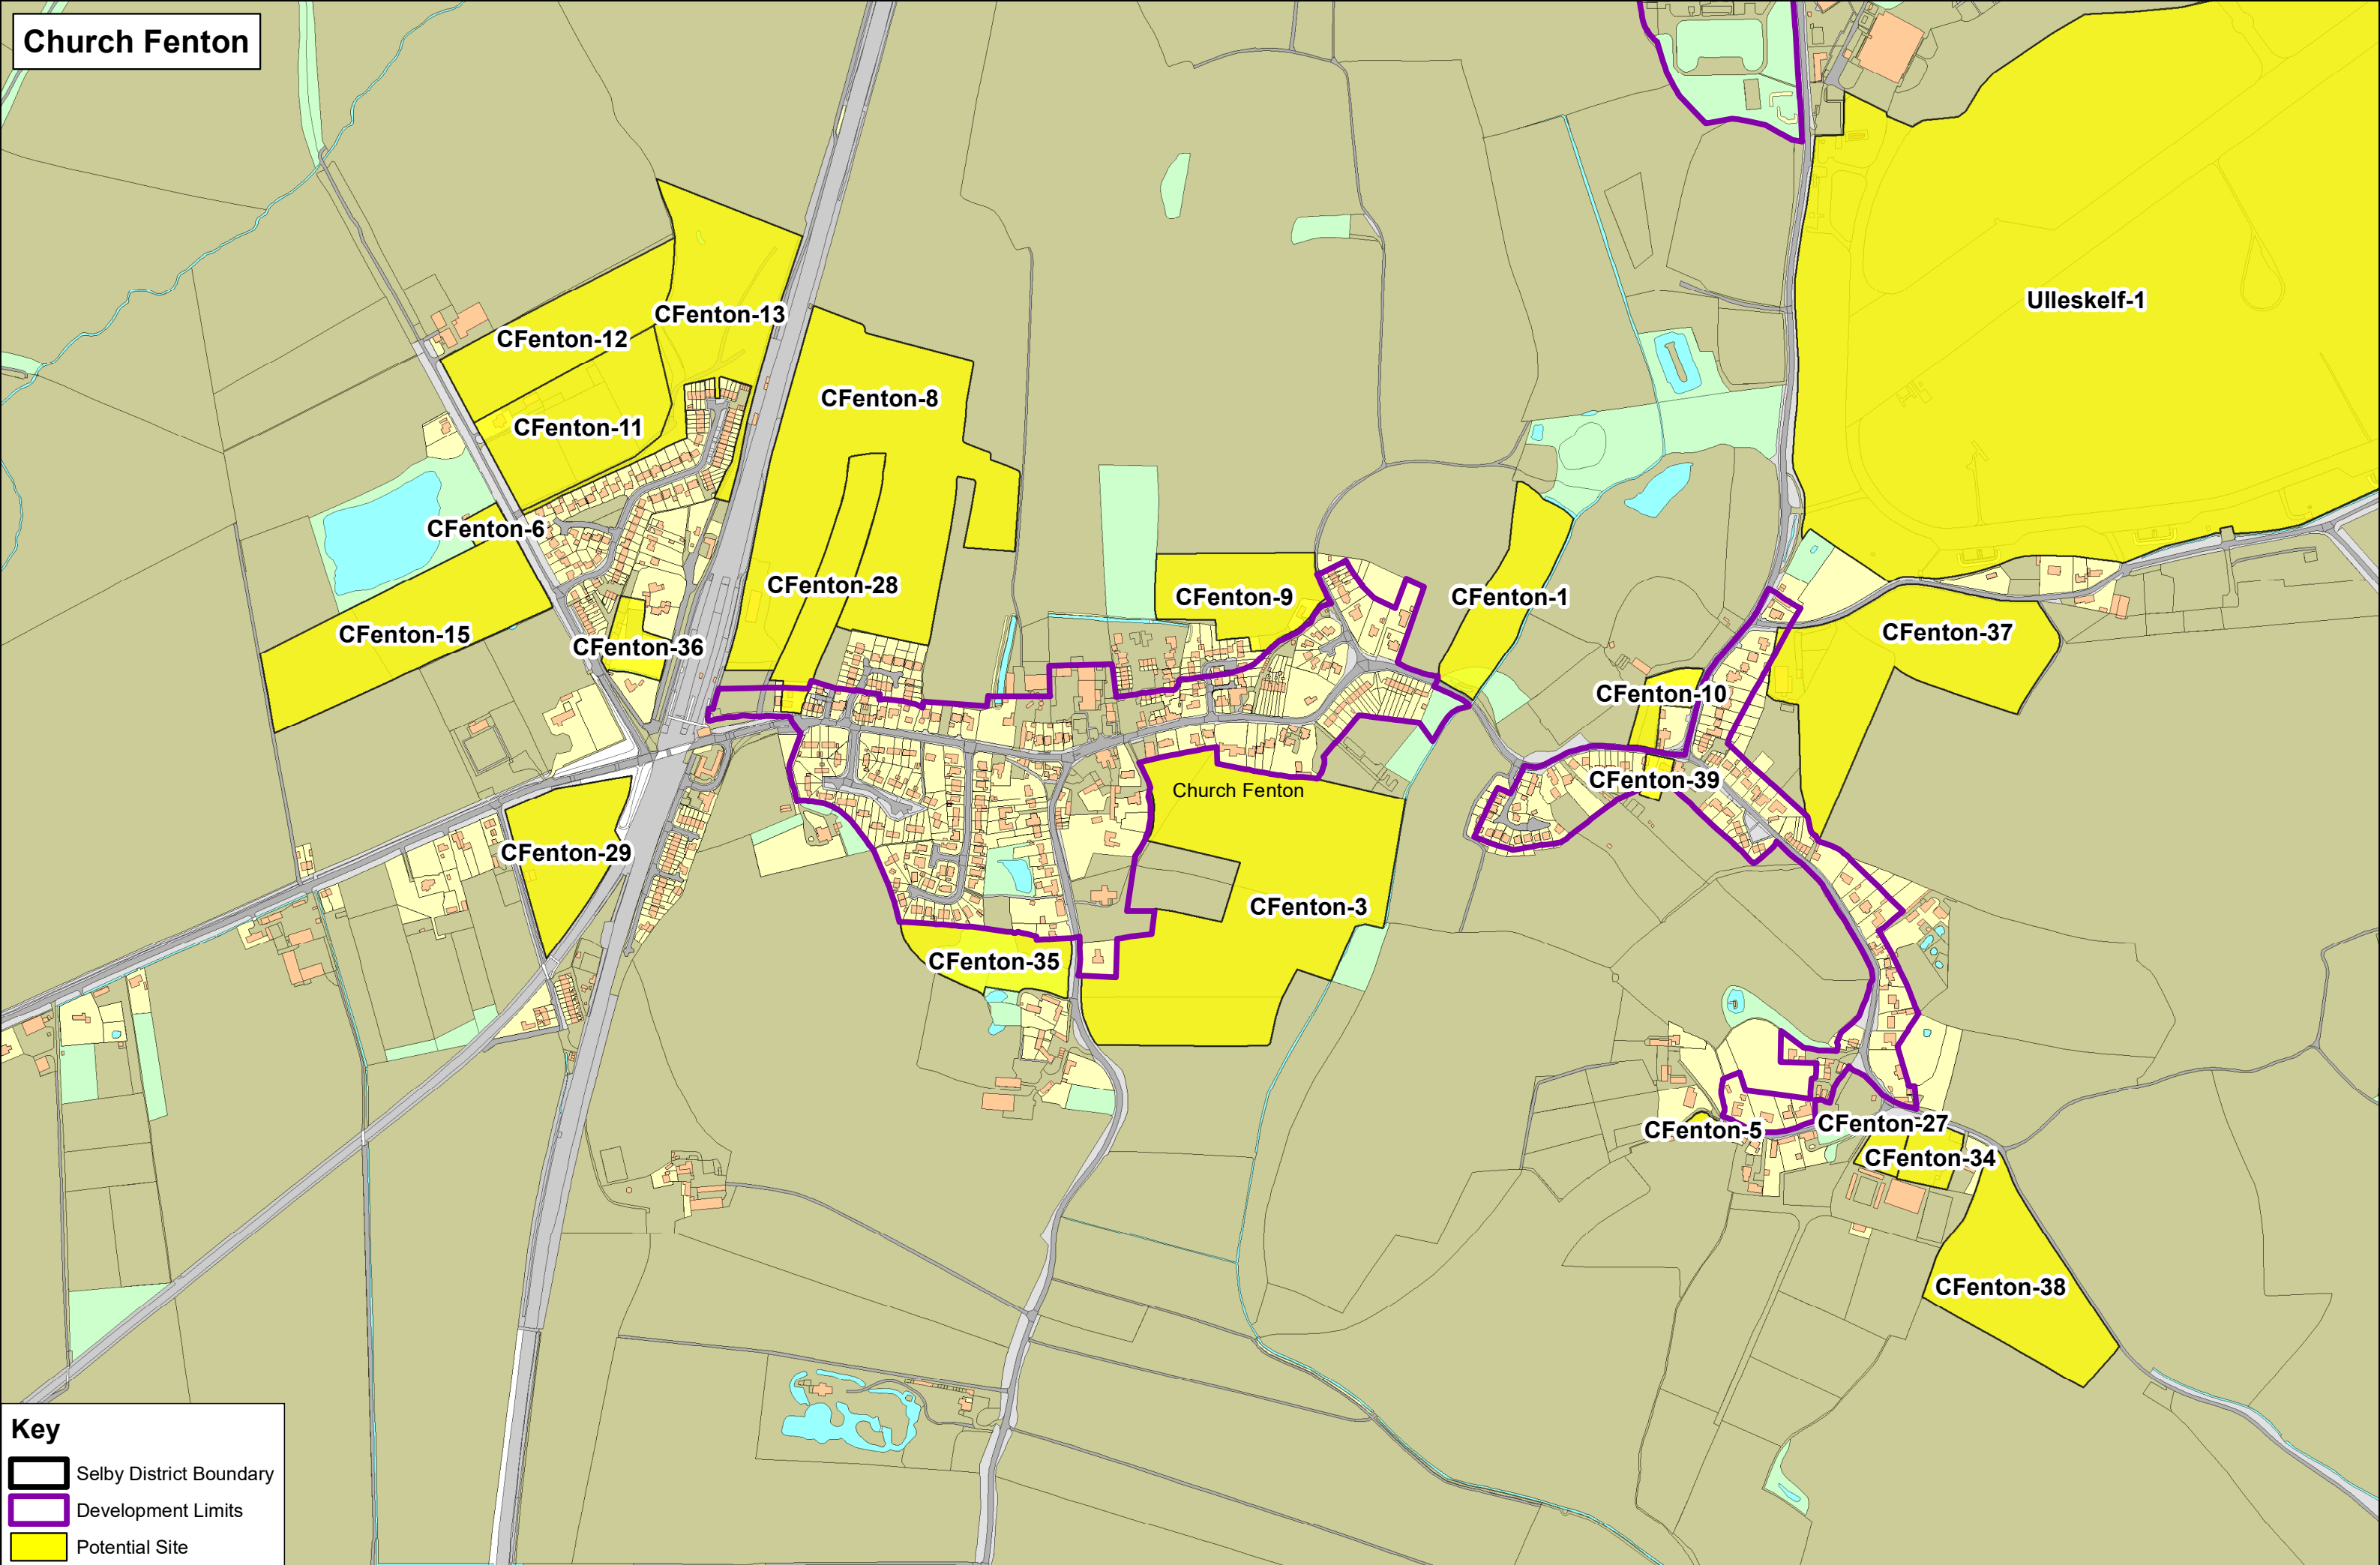 Church Fenton
Ulleskelf-1
CFenton-13
CFenton-12
CFenton-8
CFenton-11
CFenton-6
CFenton-28
CFenton-9
CFenton-1
CFenton-15
CFenton-37
CFenton-36
CFenton-10
CFenton-39
Church Fenton
CFenton-29
CFenton-3
CFenton-35
CFenton-27
CFenton-5
CFenton-34
CFenton-38
Key
Selby District Boundary
Development Limits
Potential Site